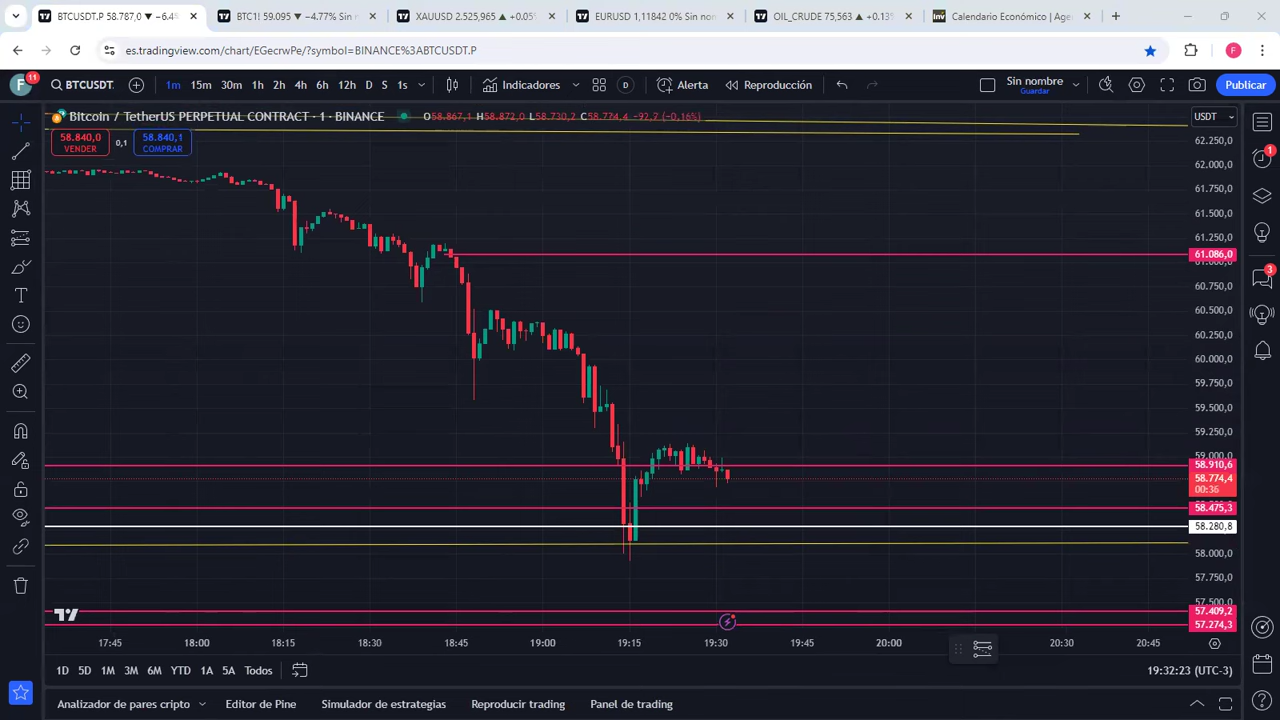 BTCUSDT.P 58.787,0 ▼ −6.4
BTC1! 59.095 ▼ −4.77% Sin n
XAUUSD 2.525,965 ▲ +0.05
EURUSD 1,11842 0% Sin no
OIL_CRUDE 75,563 ▲ +0.13
Calendario Económico | Age
es.tradingview.com/chart/EGecrwPe/?symbol=BINANCE%3ABTCUSDT.P
F
F 11 BTCUSDT 1m 15m 30m 1h 2h 4h 6h 12h D S 1s Indicadores D Alerta Reproducción Sin nombre Publicar
Guardar
Bitcoin / TetherUS PERPETUAL CONTRACT · 1 · BINANCE O58.867,1 H58.872,0 L58.730,2 C58.774,4 −92,7 (−0,16%) USDT
58.840,0 0,1 58.840,1
VENDER COMPRAR
62.250,0
62.000,0
61.750,0
61.500,0
61.250,0
61.086,0
61.000,0
60.750,0
60.500,0
60.250,0
60.000,0
59.750,0
59.500,0
59.250,0
59.000,0
58.910,6
58.774,4
00:36
58.475,3
58.280,8
58.000,0
57.750,0
57.500,0
57.409,2
57.274,3
1
3
17:45 18:00 18:15 18:30 18:45 19:00 19:15 19:30 19:45 20:00 20:30 20:45
1D 5D 1M 3M 6M YTD 1A 5A Todos 19:32:23 (UTC-3)
Analizador de pares cripto Editor de Pine Simulador de estrategias Reproducir trading Panel de trading